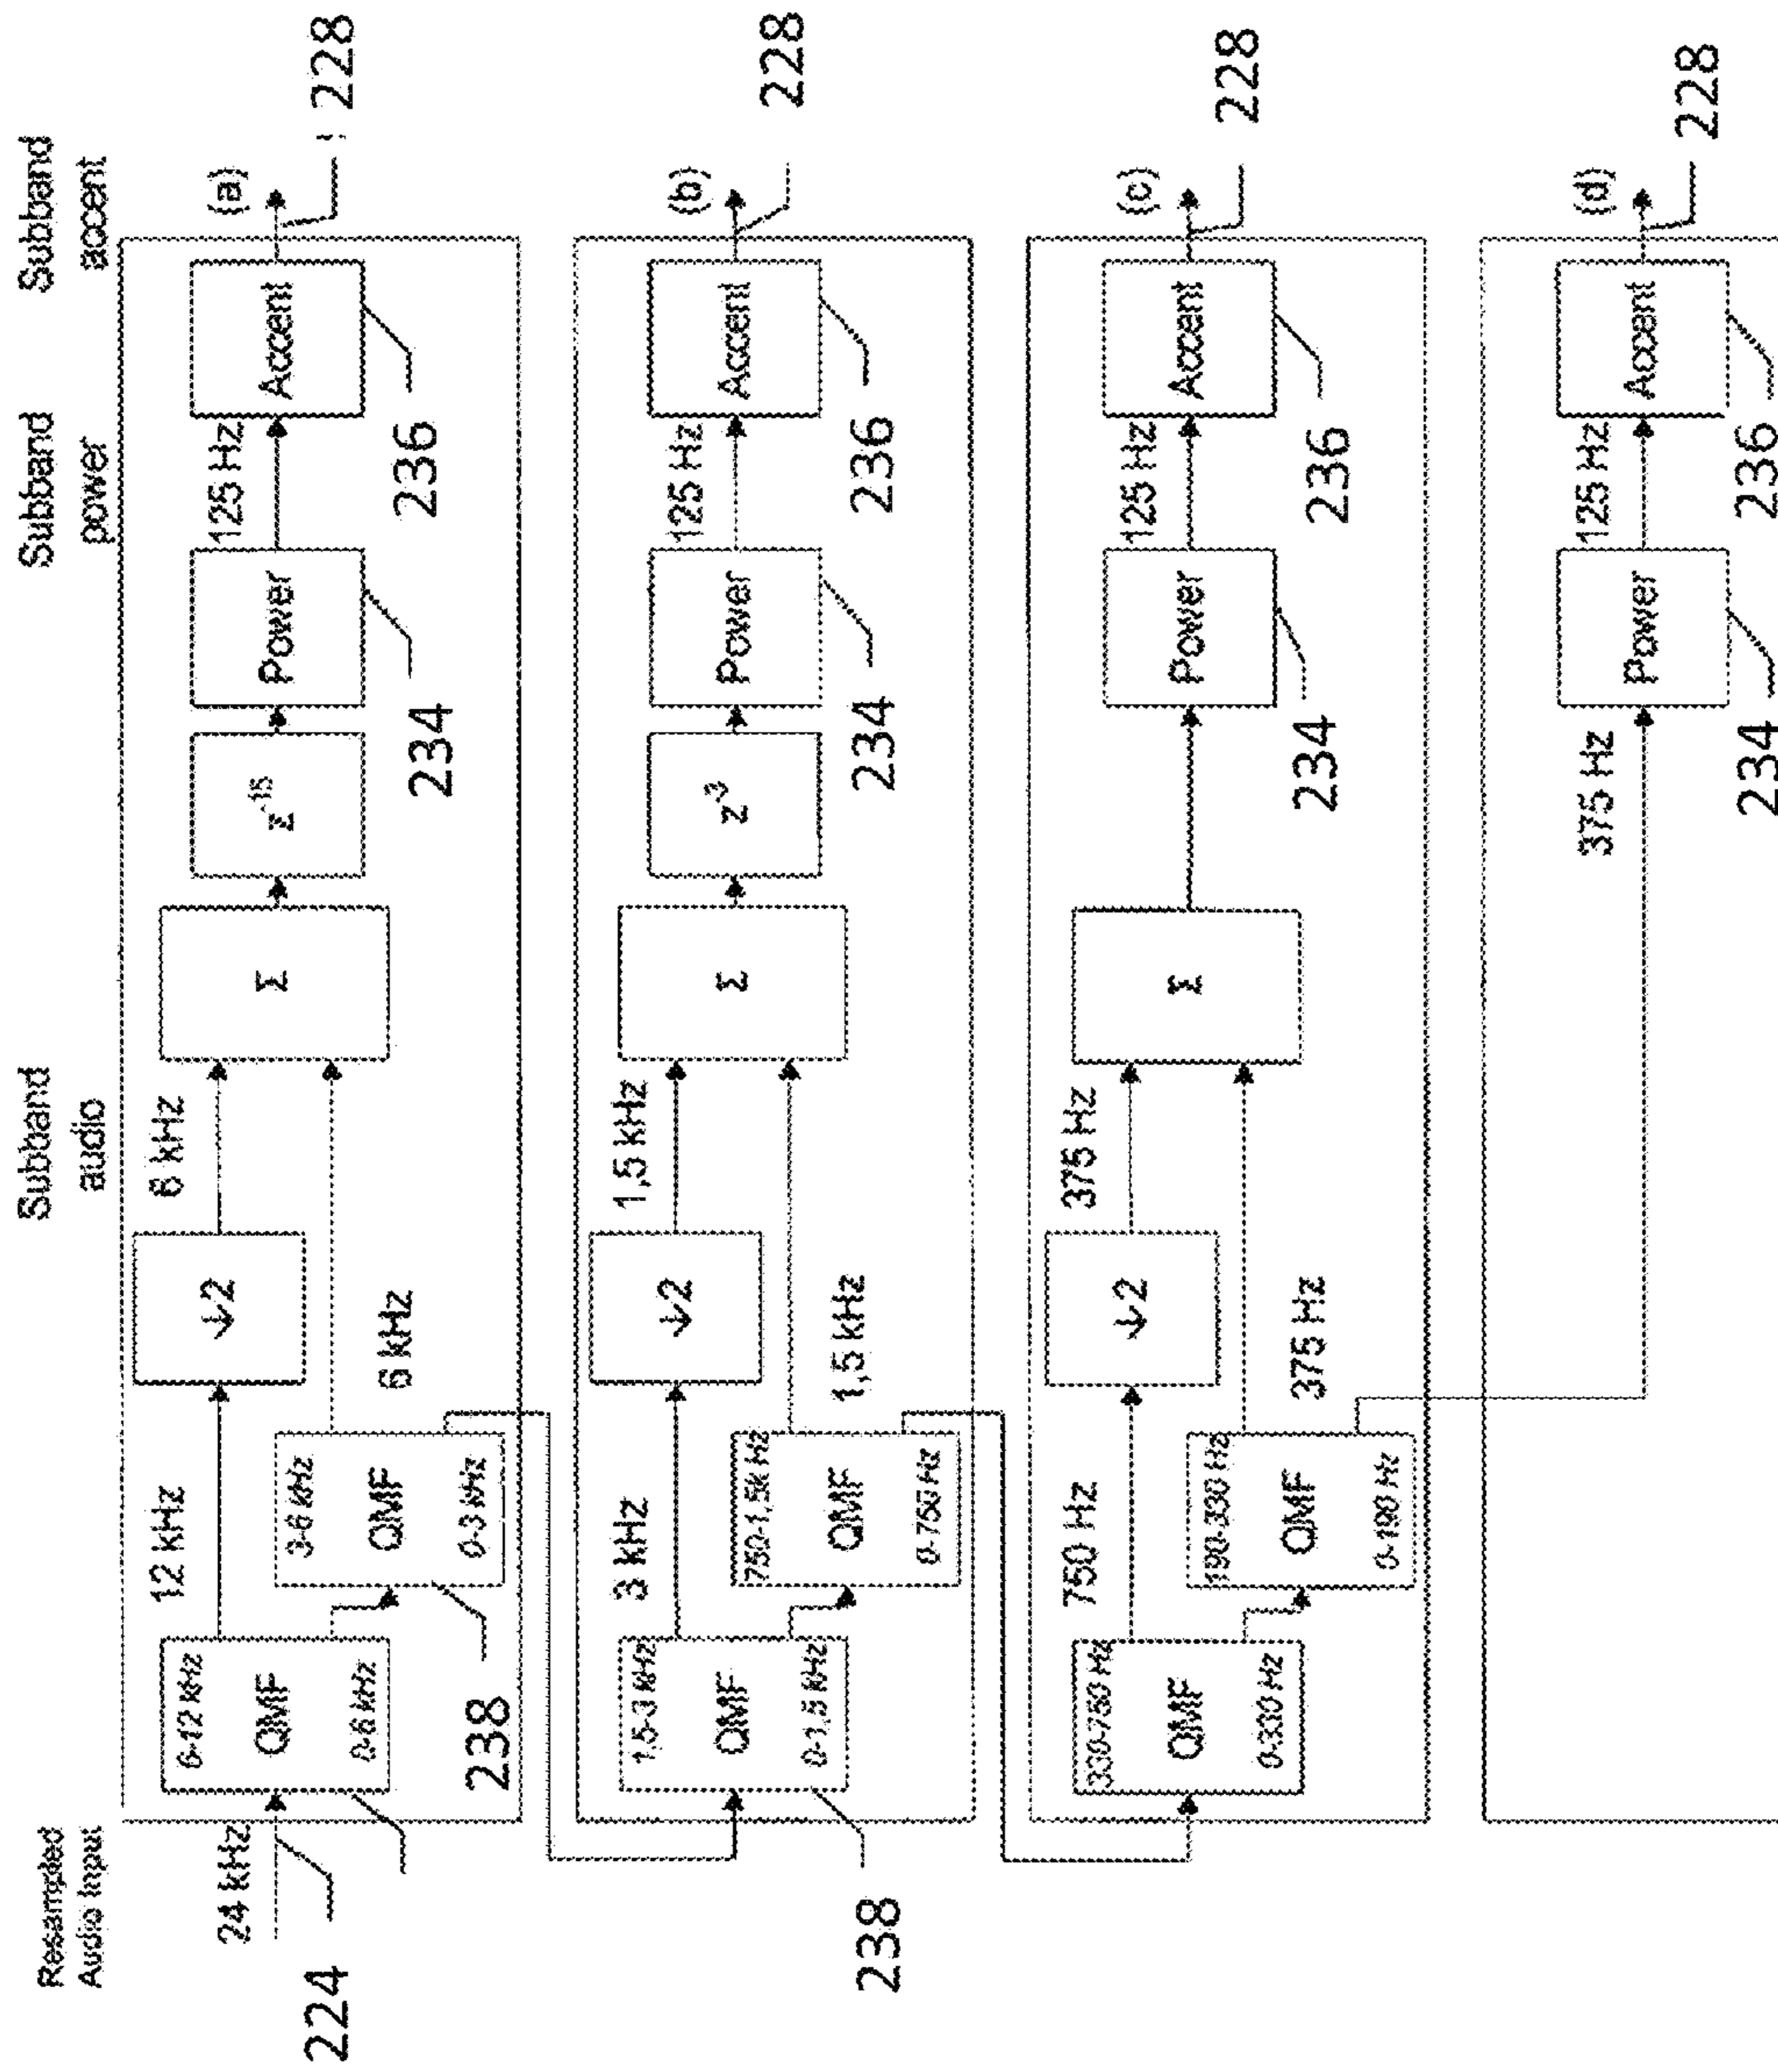 Resampled
Audio Input
Subband
audio
Subband
power
Subband
accent
24 kHz
224
6-12 kHz
QMF
0-6 kHz
12 kHz
↓2
6 kHz
3-6 kHz
QMF
0-3 kHz
238
6 kHz
Σ
Power
234
125 Hz
Accent
236
(a)
228
1,5-3 kHz
QMF
0-1,5 kHz
238
3 kHz
↓2
1,5 kHz
750-1,5k Hz
QMF
0-750 Hz
1,5 kHz
Σ
z-3
Power
234
125 Hz
Accent
236
(b)
228
330-750 Hz
QMF
0-330 Hz
750 Hz
↓2
375 Hz
190-330 Hz
QMF
0-190 Hz
375 Hz
Σ
Power
234
125 Hz
Accent
236
(c)
228
375 Hz
Power
234
125 Hz
Accent
236
(d)
228